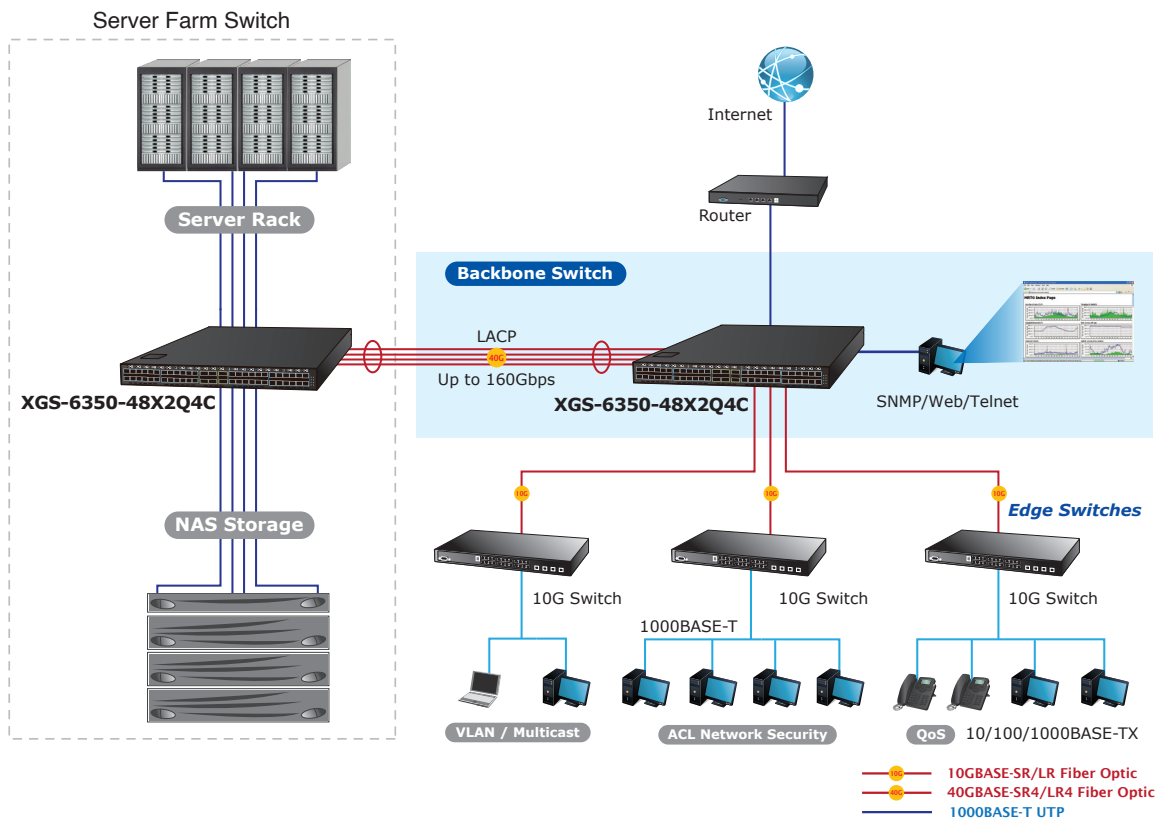 Server Farm Switch
Internet
Router
Server Rack
Backbone Switch
MRTG Index Page
LACP
40G
Up to 160Gbps
XGS-6350-48X2Q4C
XGS-6350-48X2Q4C
SNMP/Web/Telnet
NAS Storage
10G
10G
10G
Edge Switches
10G Switch
10G Switch
10G Switch
1000BASE-T
VLAN / Multicast
ACL Network Security
QoS
10/100/1000BASE-TX
10G
10GBASE-SR/LR Fiber Optic
40G
40GBASE-SR4/LR4 Fiber Optic
1000BASE-T UTP